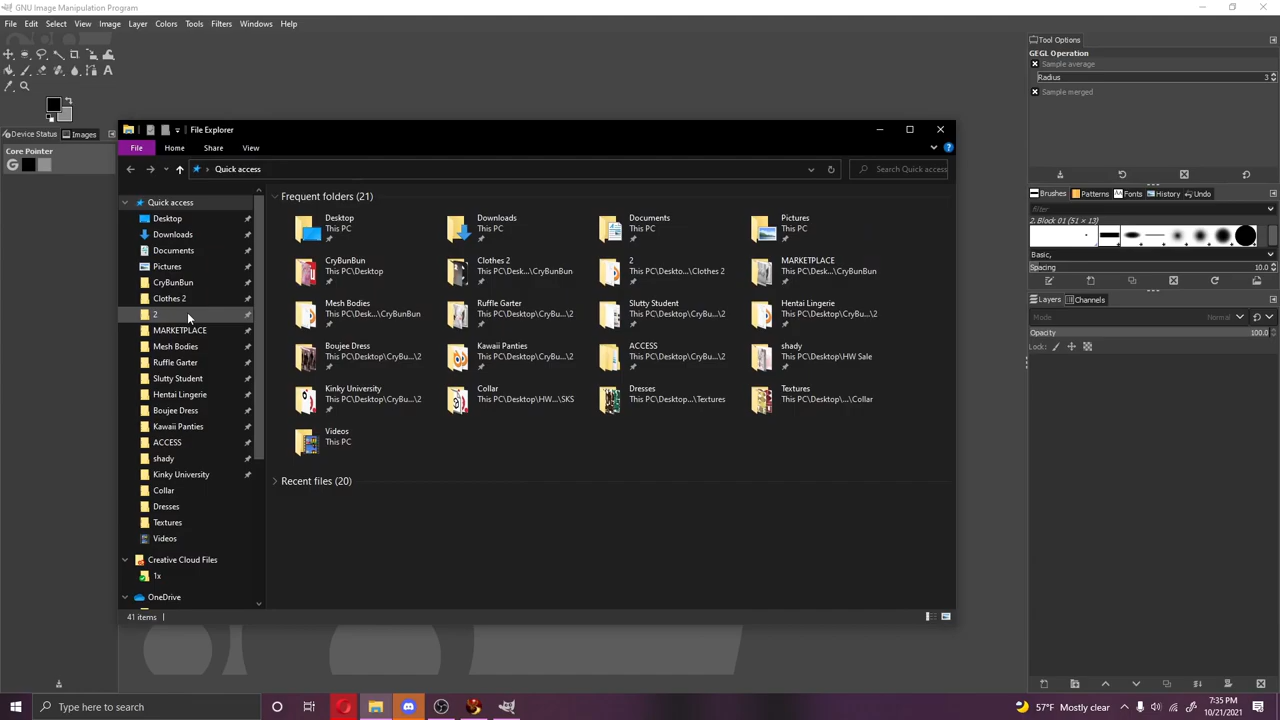 GNU Image Manipulation Program
File Edit Select View Image Layer Colors Tools Filters Windows Help
Device Status Images
Core Pointer
File Explorer
File Home Share View
Quick access
Search Quick access
Quick access
Desktop
Downloads
Documents
Pictures
CryBunBun
Clothes 2
2
MARKETPLACE
Mesh Bodies
Ruffle Garter
Slutty Student
Hentai Lingerie
Boujee Dress
Kawaii Panties
ACCESS
shady
Kinky University
Collar
Dresses
Textures
Videos
Creative Cloud Files
1x
OneDrive
Frequent folders (21)
Desktop
This PC
Downloads
This PC
Documents
This PC
Pictures
This PC
CryBunBun
This PC\Desktop
Clothes 2
This PC\Desk...\CryBunBun
2
This PC\Deskto...\Clothes 2
MARKETPLACE
This PC\Desk...\CryBunBun
Mesh Bodies
This PC\Desk...\CryBunBun
Ruffle Garter
This PC\Desktop\CryBu...\2
Slutty Student
This PC\Desktop\CryBu...\2
Hentai Lingerie
This PC\Desktop\CryBu...\2
Boujee Dress
This PC\Desktop\CryBu...\2
Kawaii Panties
This PC\Desktop\CryBu...\2
ACCESS
This PC\Desktop\CryBu...\2
shady
This PC\Desktop\HW Sale
Kinky University
This PC\Desktop\CryBu...\2
Collar
This PC\Desktop\HW...\SKS
Dresses
This PC\Desktop...\Textures
Textures
This PC\Desktop\...\Collar
Videos
This PC
Recent files (20)
41 items
Tool Options
GEGL Operation
Sample average
Radius 3
Sample merged
Brushes Patterns Fonts History Undo
filter
2. Block 01 (51 × 13)
Basic,
Spacing 10.0
Layers Channels
Mode Normal
Opacity 100.0
Lock:
Type here to search
57°F Mostly clear
7:35 PM
10/21/2021